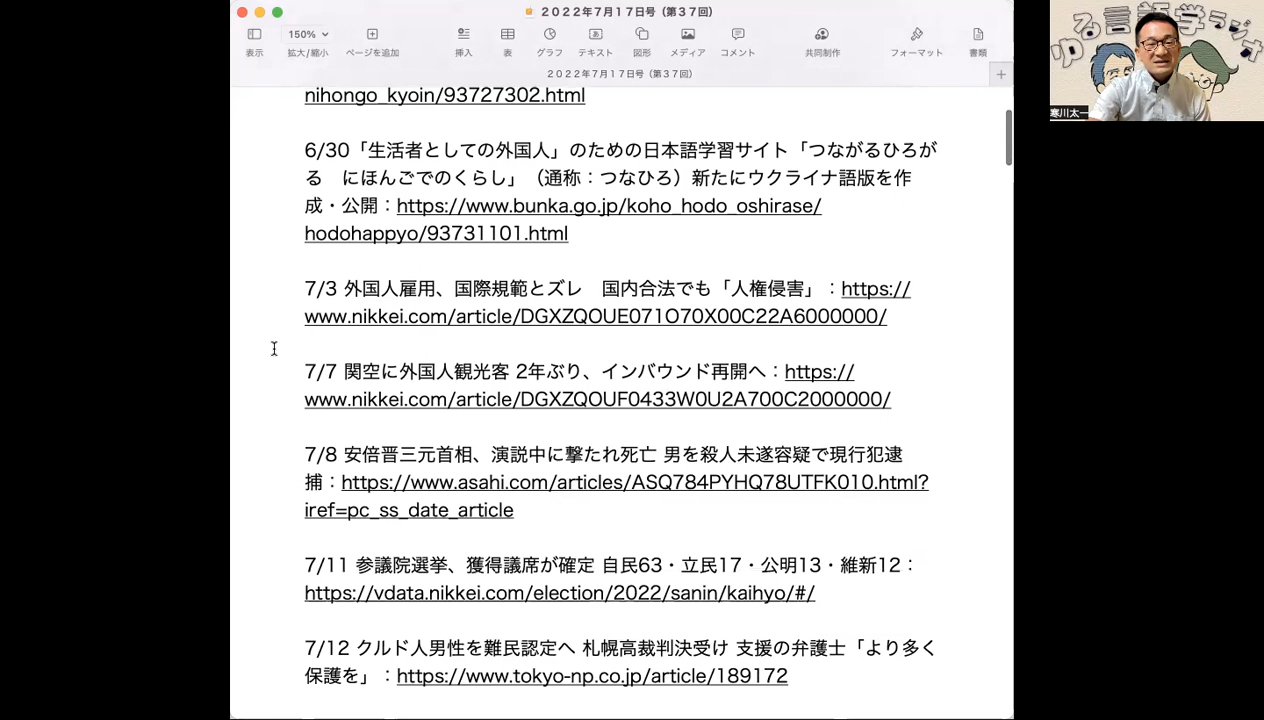 2022年7月17日号（第37回）
150%
表示
拡大/縮小
ページを追加
挿入
表
グラフ
テキスト
図形
メディア
コメント
共同制作
フォーマット
書類
2022年7月17日号（第37回）
nihongo_kyoin/93727302.html
6/30「生活者としての外国人」のための日本語学習サイト「つながるひろが
る　にほんごでのくらし」（通称：つなひろ）新たにウクライナ語版を作
成・公開：https://www.bunka.go.jp/koho_hodo_oshirase/
hodohappyo/93731101.html
7/3 外国人雇用、国際規範とズレ　国内合法でも「人権侵害」：https://
www.nikkei.com/article/DGXZQOUE071O70X00C22A6000000/
7/7 関空に外国人観光客 2年ぶり、インバウンド再開へ：https://
www.nikkei.com/article/DGXZQOUF0433W0U2A700C2000000/
7/8 安倍晋三元首相、演説中に撃たれ死亡 男を殺人未遂容疑で現行犯逮
捕：https://www.asahi.com/articles/ASQ784PYHQ78UTFK010.html?
iref=pc_ss_date_article
7/11 参議院選挙、獲得議席が確定 自民63・立民17・公明13・維新12：
https://vdata.nikkei.com/election/2022/sanin/kaihyo/#/
7/12 クルド人男性を難民認定へ 札幌高裁判決受け 支援の弁護士「より多く
保護を」：https://www.tokyo-np.co.jp/article/189172
ゆる言語学ラジオ
寒川太一